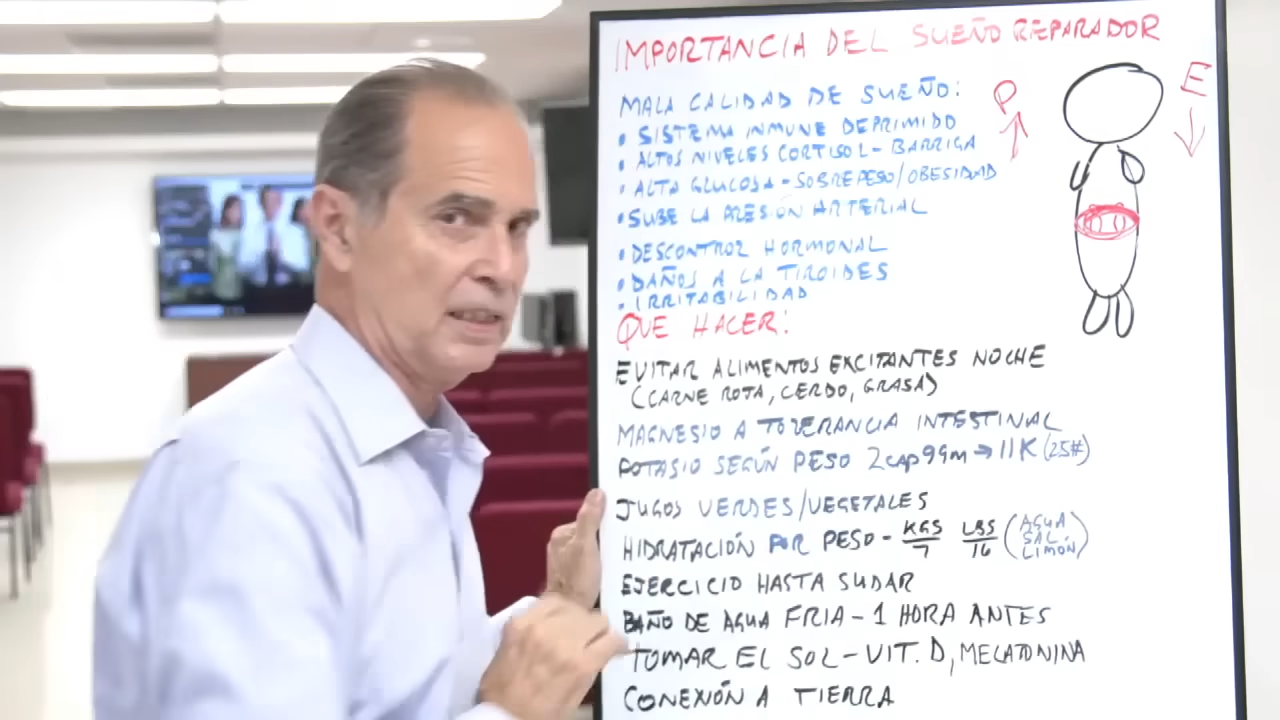 IMPORTANCIA DEL SUEÑO REPARADOR
MALA CALIDAD DE SUEÑO:
• SISTEMA INMUNE DEPRIMIDO
• ALTOS NIVELES CORTISOL - BARRIGA
• ALTA GLUCOSA - SOBREPESO/OBESIDAD
• SUBE LA PRESIÓN ARTERIAL
• DESCONTROL HORMONAL
• DAÑOS A LA TIROIDES
• IRRITABILIDAD
P ↑
E ↓
QUE HACER:
EVITAR ALIMENTOS EXCITANTES NOCHE
(CARNE ROJA, CERDO, GRASA)
MAGNESIO A TOLERANCIA INTESTINAL
POTASIO SEGÚN PESO 2cap 99m → 11K (25#)
JUGOS VERDES/VEGETALES
HIDRATACIÓN POR PESO - KGS/7 LBS/16 (AGUA SAL LIMÓN)
EJERCICIO HASTA SUDAR
BAÑO DE AGUA FRIA - 1 HORA ANTES
TOMAR EL SOL - VIT. D, MELATONINA
CONEXIÓN A TIERRA